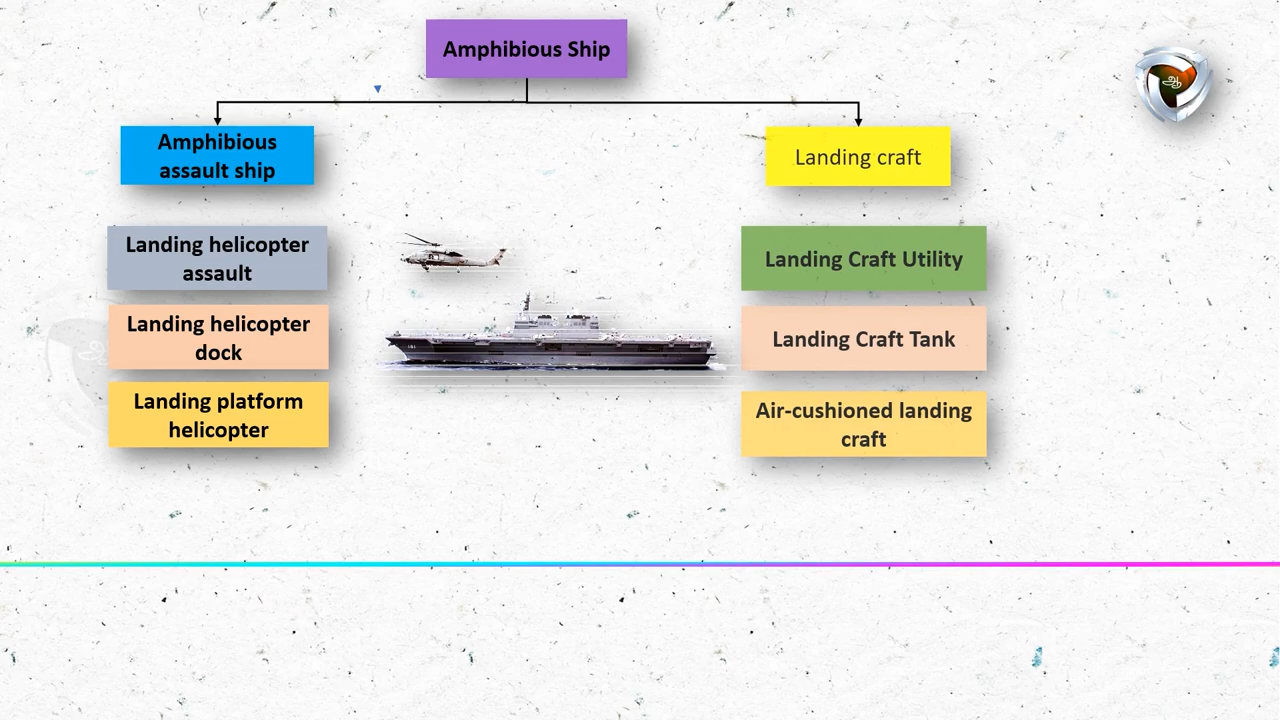 Amphibious Ship
Amphibious
assault ship
Landing helicopter
assault
Landing helicopter
dock
Landing platform
helicopter
Landing craft
Landing Craft Utility
Landing Craft Tank
Air-cushioned landing
craft